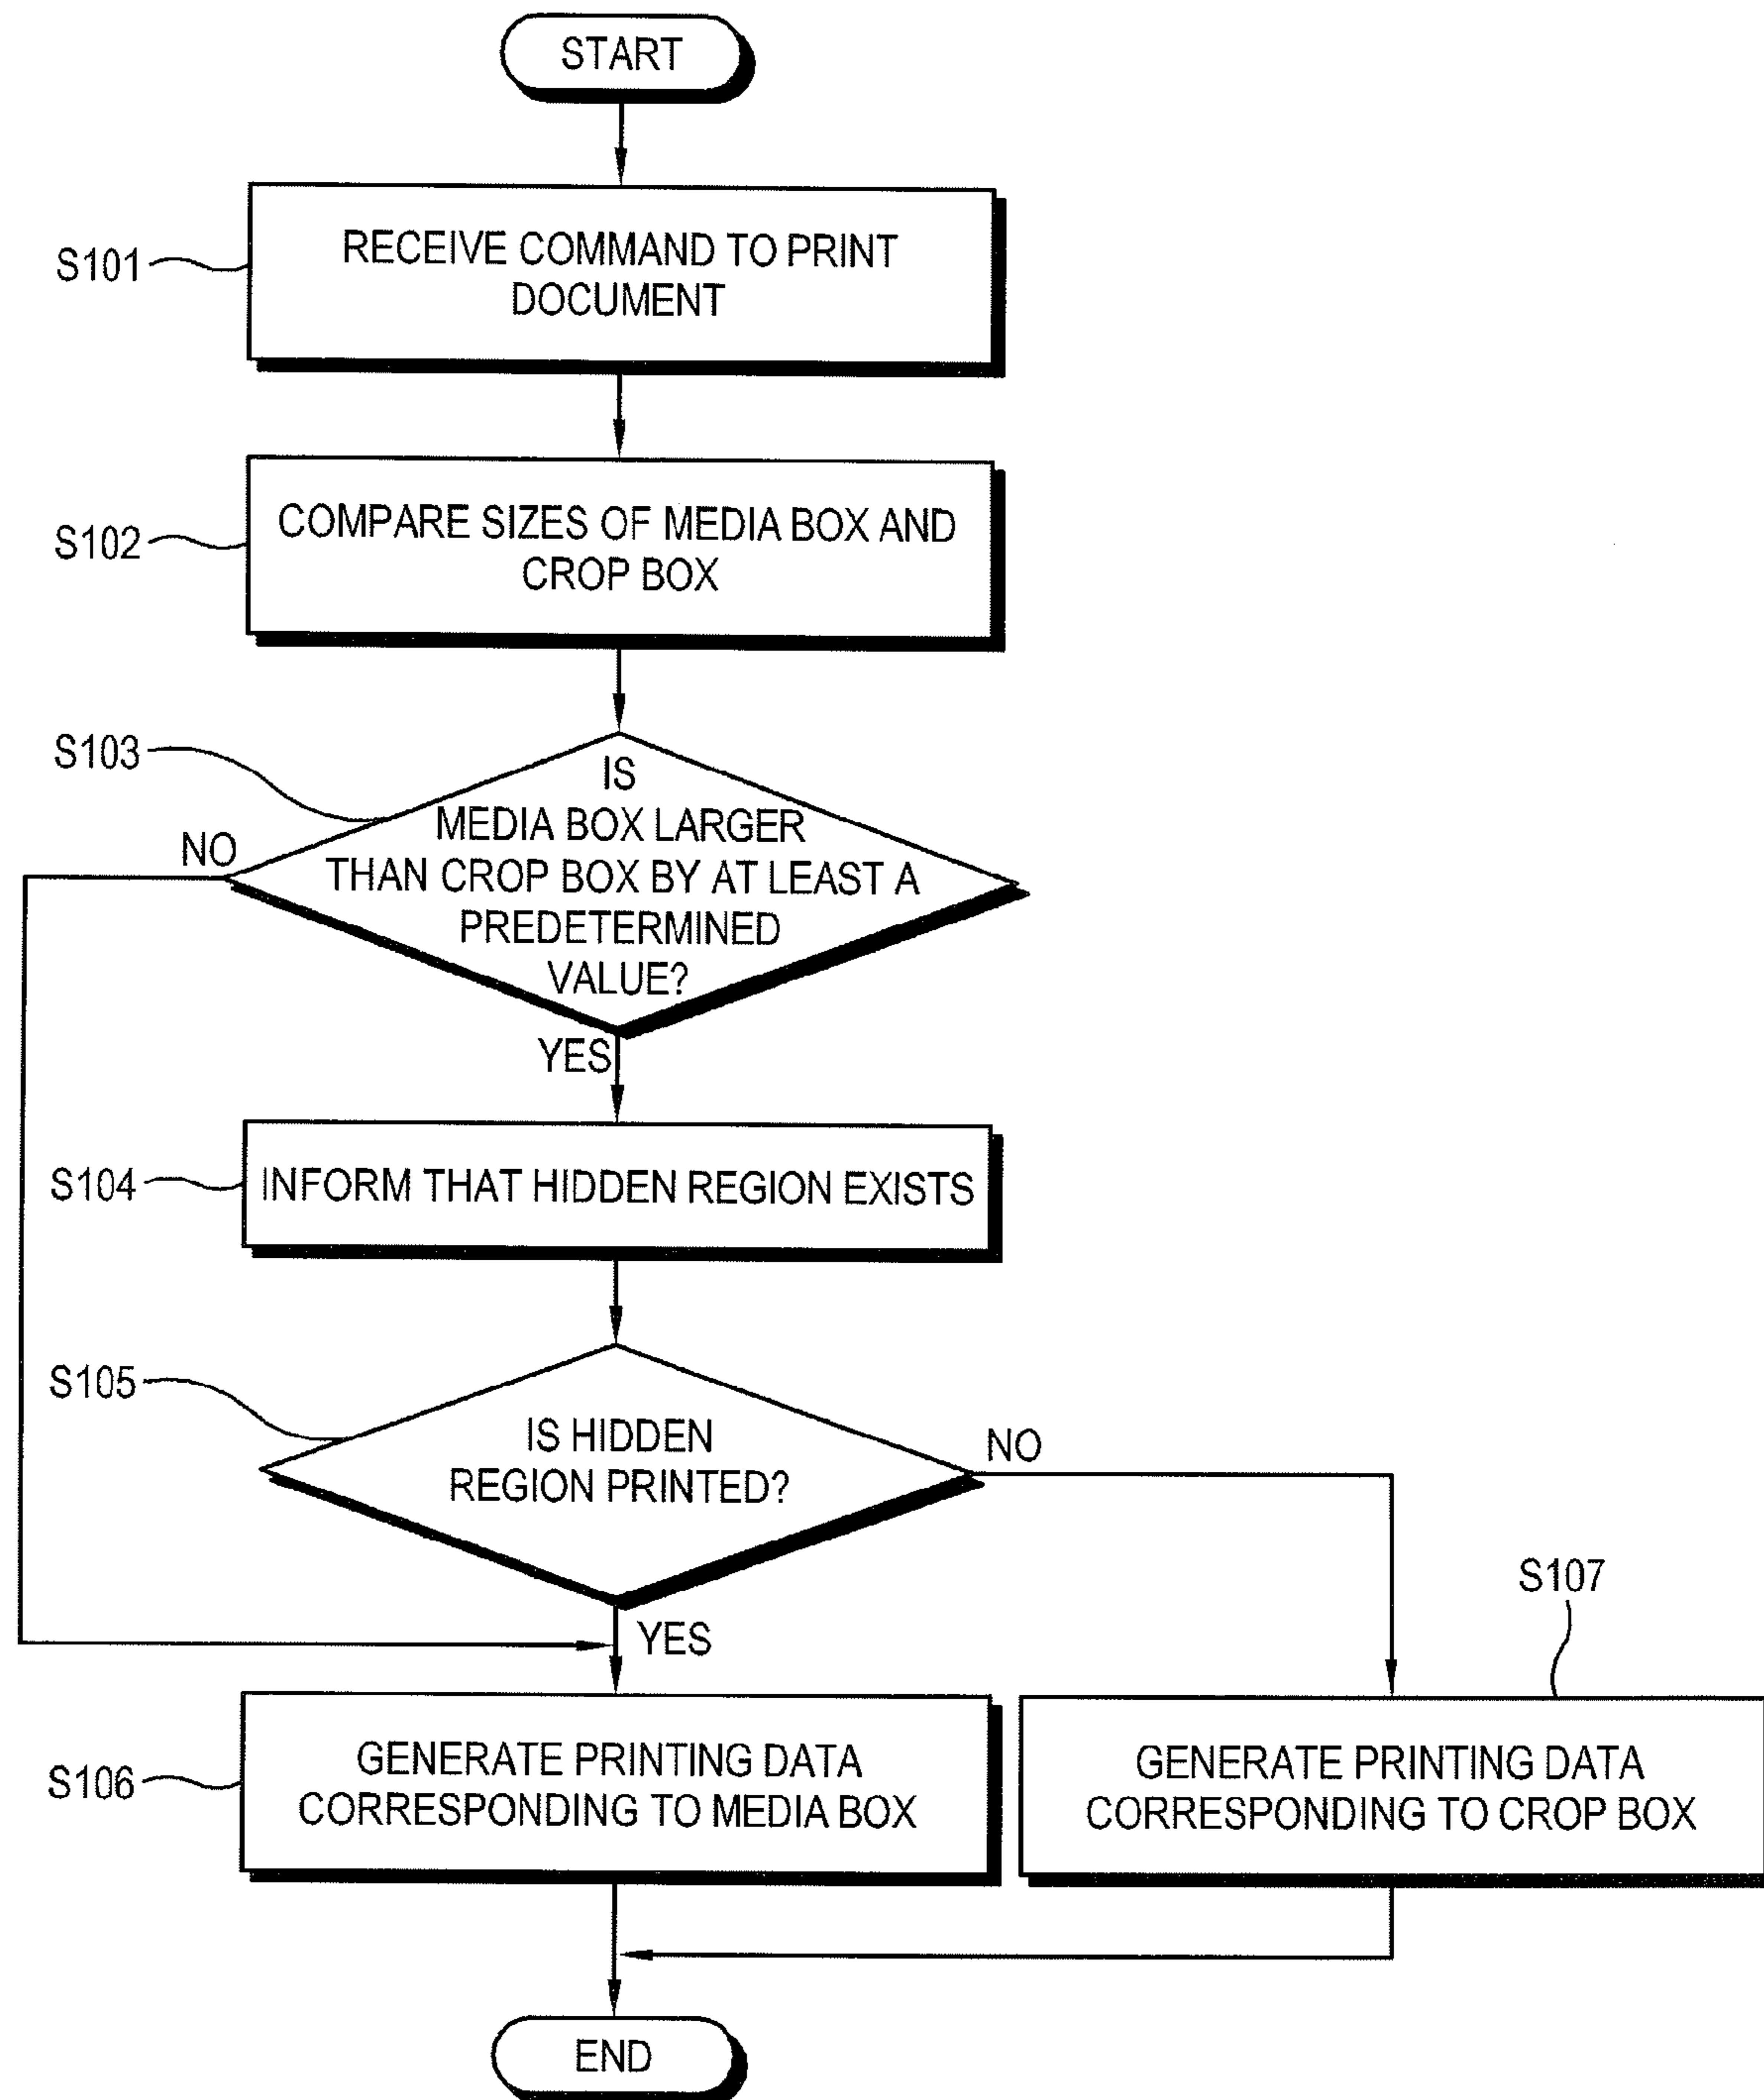 START
S101
RECEIVE COMMAND TO PRINT
DOCUMENT
S102
COMPARE SIZES OF MEDIA BOX AND
CROP BOX
S103
IS
MEDIA BOX LARGER
THAN CROP BOX BY AT LEAST A
PREDETERMINED
VALUE?
NO
YES
S104
INFORM THAT HIDDEN REGION EXISTS
S105
IS HIDDEN
REGION PRINTED?
NO
YES
S106
GENERATE PRINTING DATA
CORRESPONDING TO MEDIA BOX
S107
GENERATE PRINTING DATA
CORRESPONDING TO CROP BOX
END